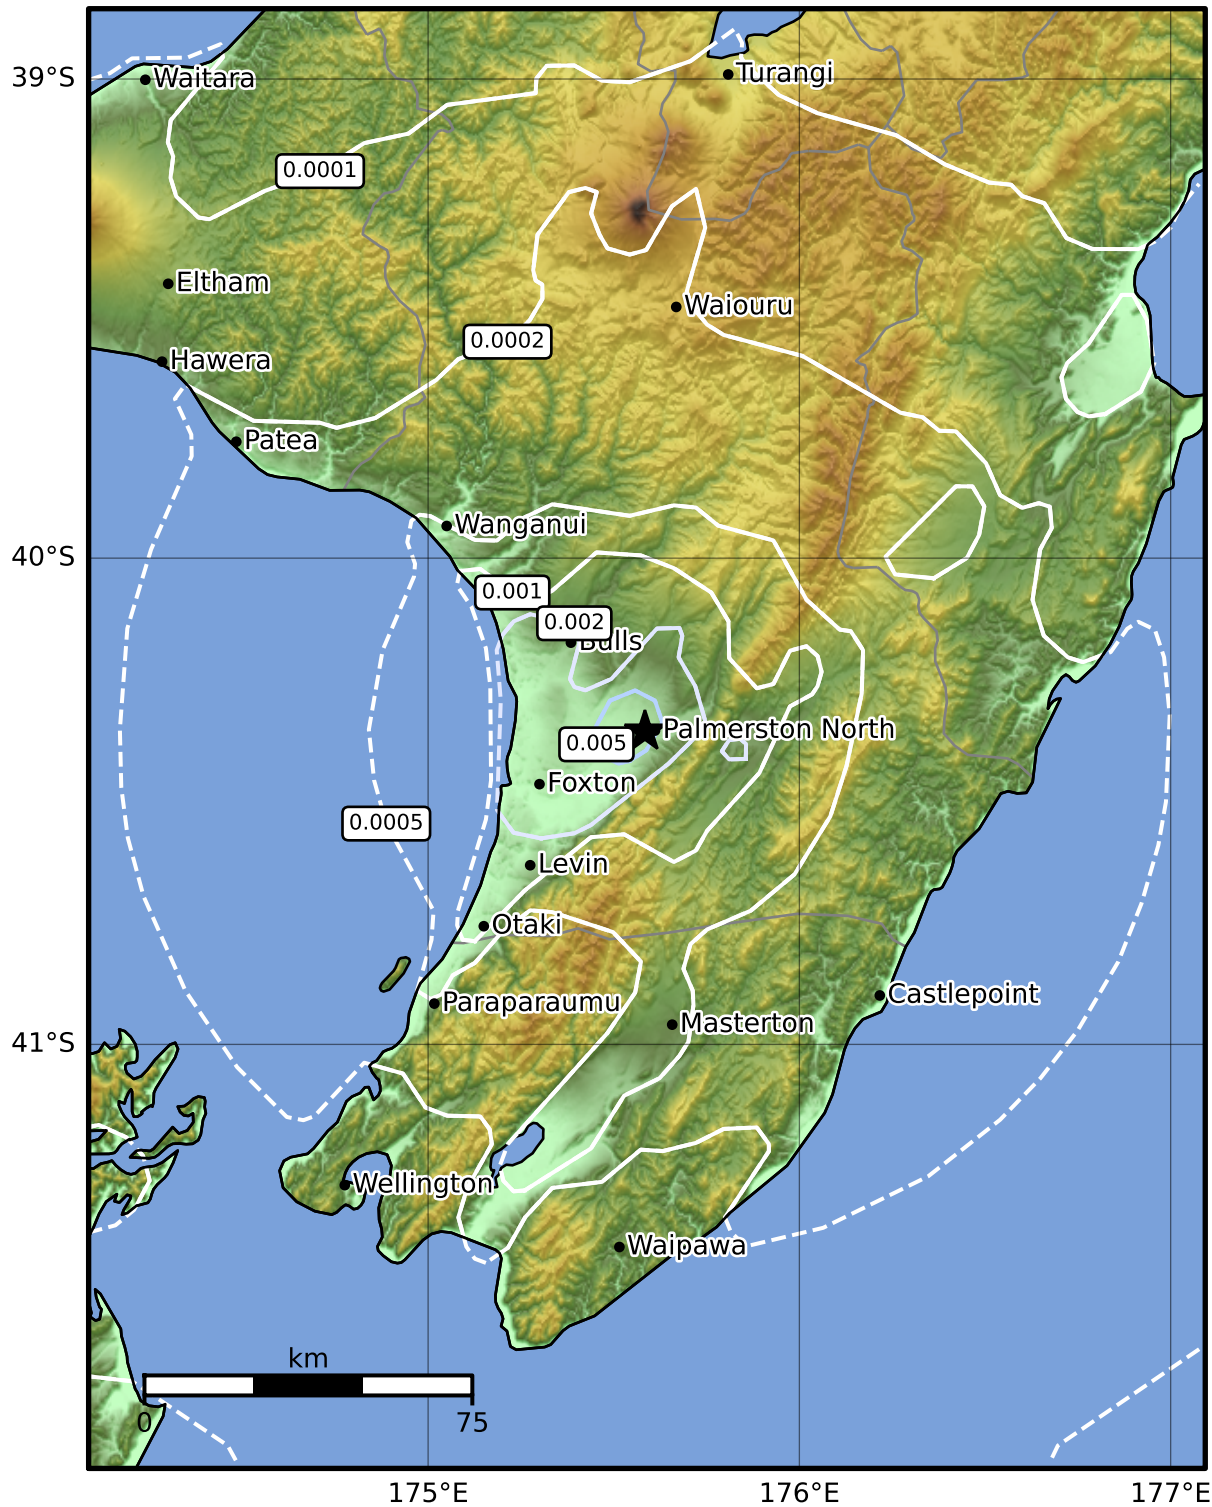 39°S
Waitara
Turangi
0.0001
Eltham
Waiouru
0.0002
Hawera
Patea
Wanganui
40°S
0.001
0.002
Bulls
Palmerston North
0.005
Foxton
0.0005
Levin
Otaki
Castlepoint
Paraparaumu
Masterton
41°S
Wellington
Waipawa
km
0
75
175°E
176°E
177°E